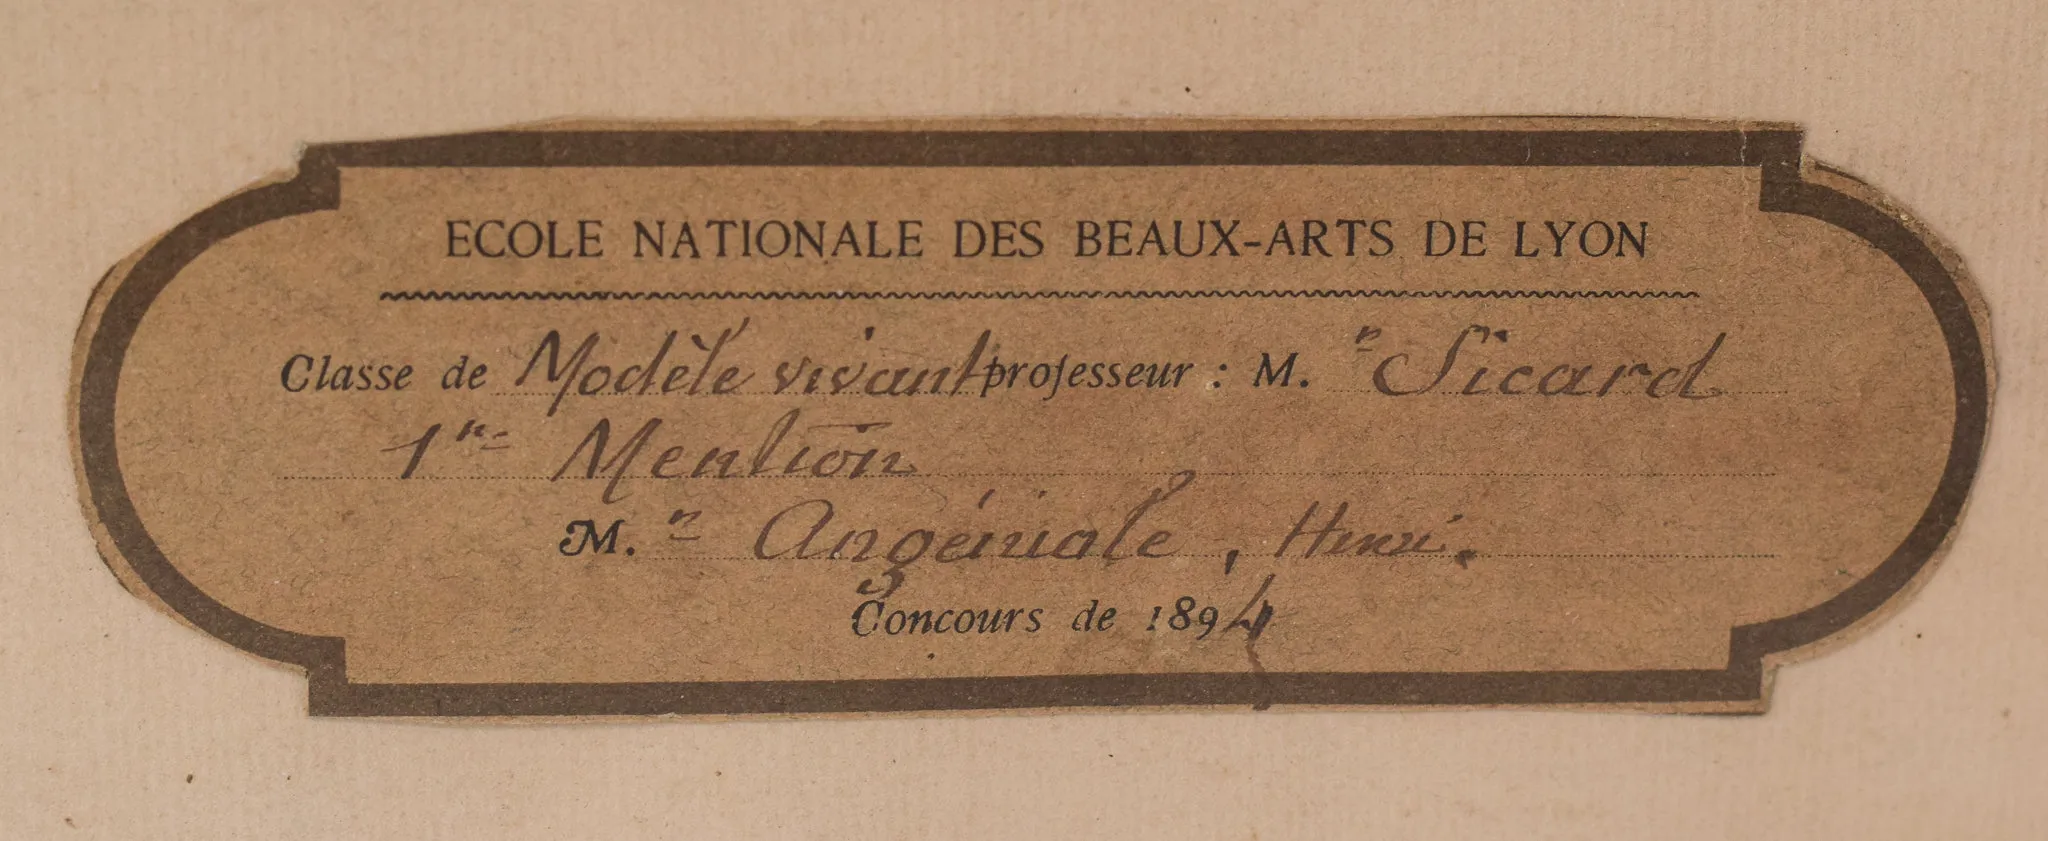 ECOLE NATIONALE DES BEAUX-ARTS DE LYON
Classe de Modèle vivant professeur : M. r Sicard
1re Mention
M. r Angéniole, Henri.
Concours de 1894